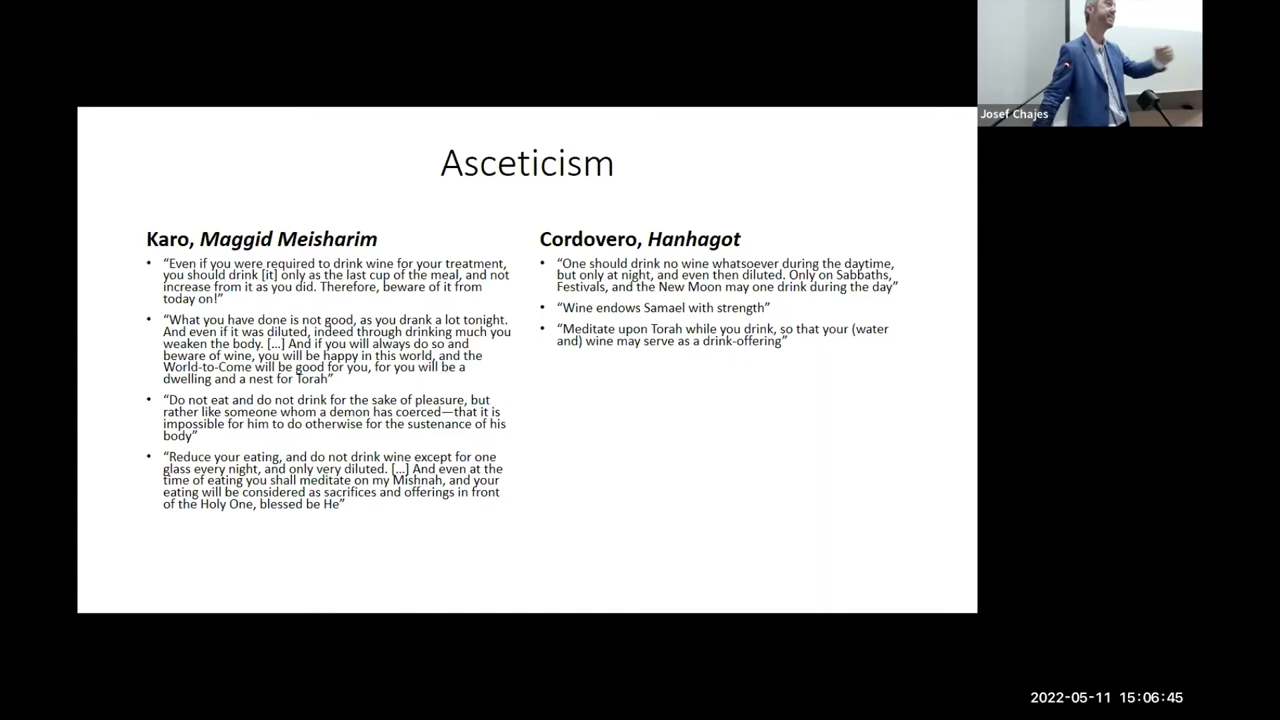 Josef Chajes
Asceticism
Karo, Maggid Meisharim
• “Even if you were required to drink wine for your treatment,
you should drink [it] only as the last cup of the meal, and not
increase from it as you did. Therefore, beware of it from
today on!”
• “What you have done is not good, as you drank a lot tonight.
And even if it was diluted, indeed through drinking much you
weaken the body. […] And if you will always do so and
beware of wine, you will be happy in this world, and the
World-to-Come will be good for you, for you will be a
dwelling and a nest for Torah”
• “Do not eat and do not drink for the sake of pleasure, but
rather like someone whom a demon has coerced—that it is
impossible for him to do otherwise for the sustenance of his
body”
• “Reduce your eating, and do not drink wine except for one
glass every night, and only very diluted. […] And even at the
time of eating you shall meditate on my Mishnah, and your
eating will be considered as sacrifices and offerings in front
of the Holy One, blessed be He”
Cordovero, Hanhagot
• “One should drink no wine whatsoever during the daytime,
but only at night, and even then diluted. Only on Sabbaths,
Festivals, and the New Moon may one drink during the day”
• “Wine endows Samael with strength”
• “Meditate upon Torah while you drink, so that your (water
and) wine may serve as a drink-offering”
2022-05-11 15:06:45